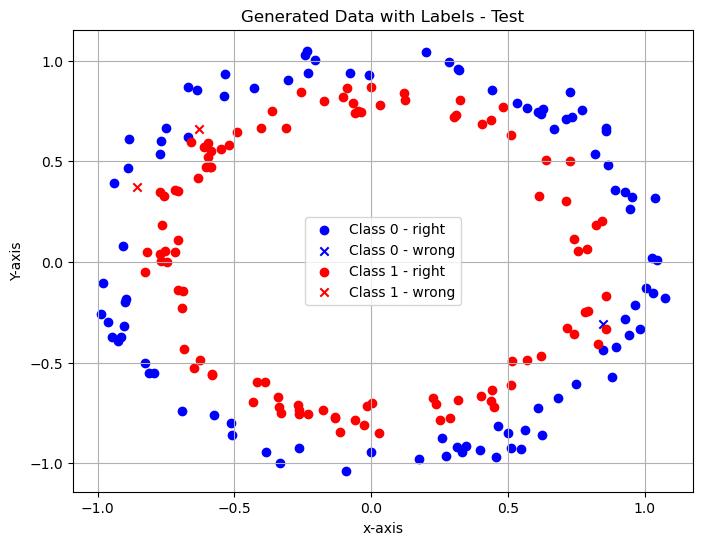 Generated Data with Labels - Test
Y-axis
1.0
0.5
0.0
−0.5
−1.0
Class 0 - right
Class 0 - wrong
Class 1 - right
Class 1 - wrong
−1.0 −0.5 0.0 0.5 1.0
x-axis